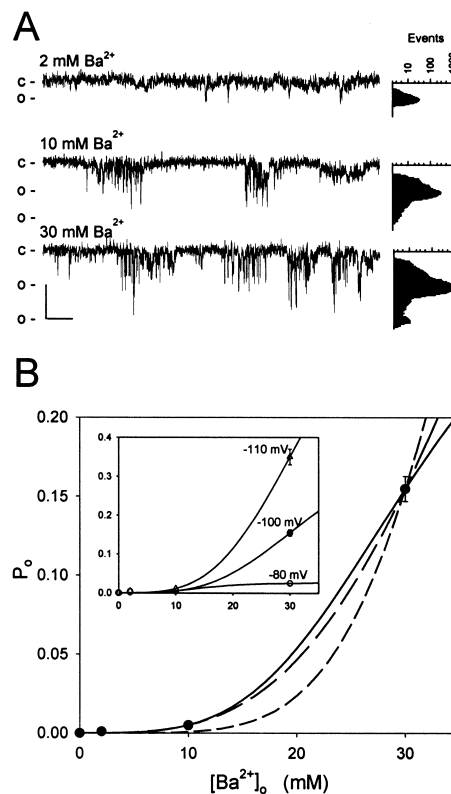 A
Events
10 100 1000
2 mM Ba²⁺
C -
O -
10 mM Ba²⁺
C -
O -
O -
30 mM Ba²⁺
C -
O -
O -
B
0.20
0.15
0.10
0.05
0.00
Pₒ
0.4
0.3
0.2
0.1
0.0
-110 mV
-100 mV
-80 mV
0 10 20 30
0 10 20 30
[Ba²⁺]ₒ (mM)